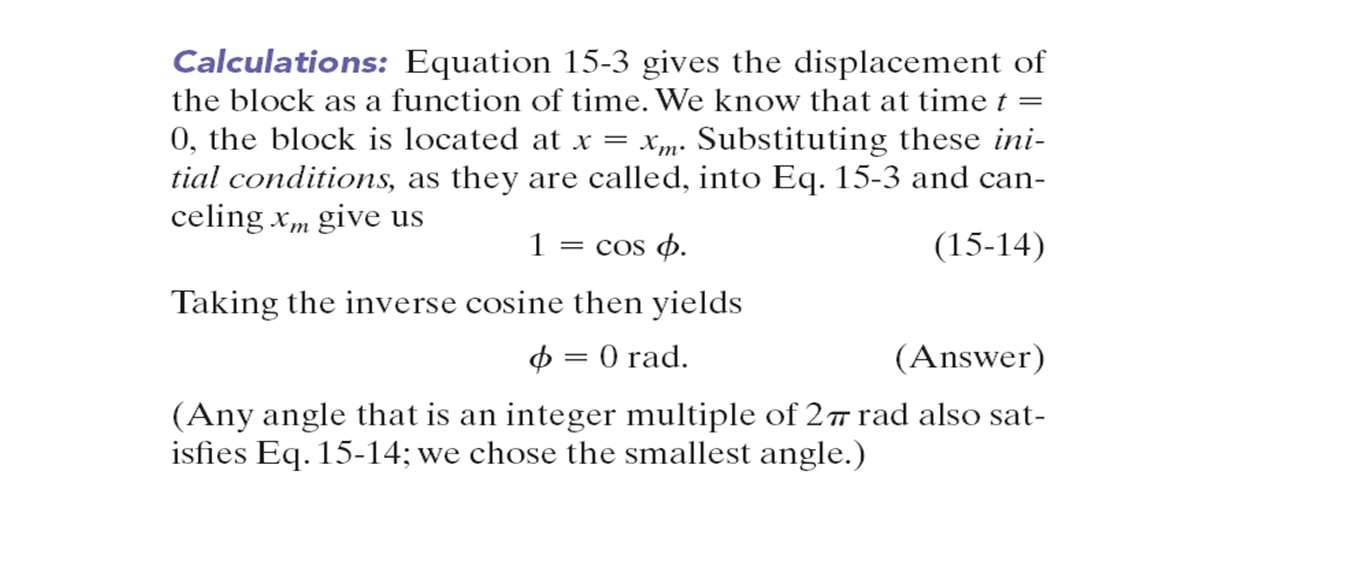 Calculations: Equation 15-3 gives the displacement of
the block as a function of time. We know that at time t =
0, the block is located at x = xm. Substituting these ini-
tial conditions, as they are called, into Eq. 15-3 and can-
celing xm give us
1 = cos ϕ. (15-14)
Taking the inverse cosine then yields
ϕ = 0 rad. (Answer)
(Any angle that is an integer multiple of 2π rad also sat-
isfies Eq. 15-14; we chose the smallest angle.)